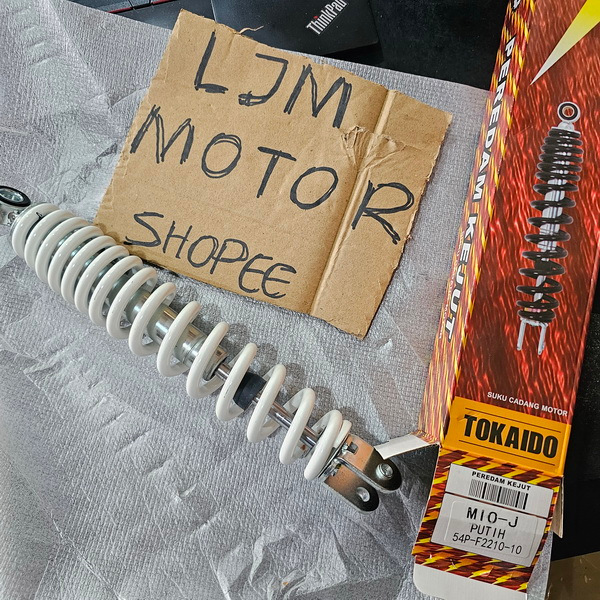 ThinkPad
LJM
MOTOR
SHOPEE
PEREDAM KEJUT
SUKU CADANG MOTOR
TOKAIDO
PEREDAM KEJUT
MIO-J
PUTIH
54P-F2210-10